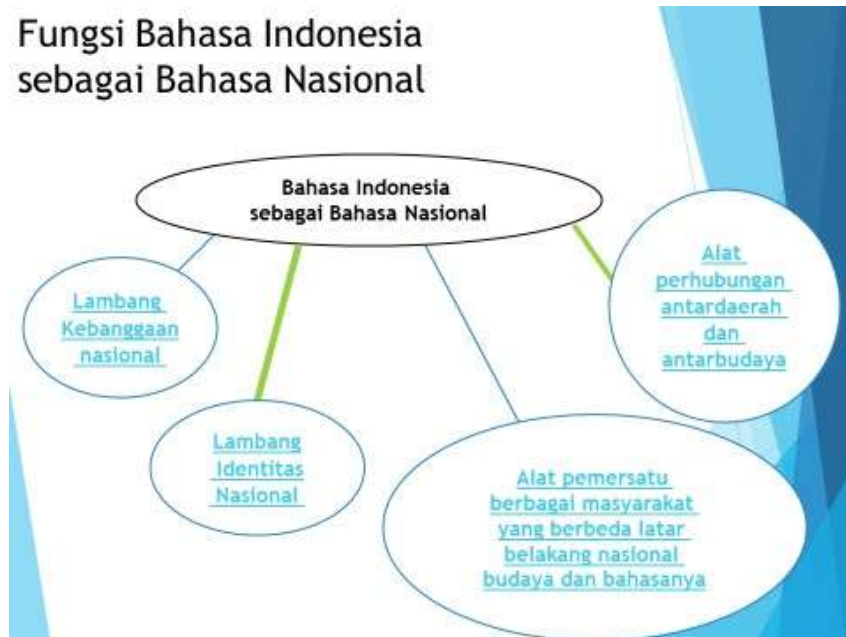 Fungsi Bahasa Indonesia
sebagai Bahasa Nasional
Bahasa Indonesia
sebagai Bahasa Nasional
Lambang
Kebanggaan
nasional
Lambang
Identitas
Nasional
Alat pemersatu
berbagai masyarakat
yang berbeda latar
belakang nasional
budaya dan bahasanya
Alat
perhubungan
antardaerah
dan
antarbudaya